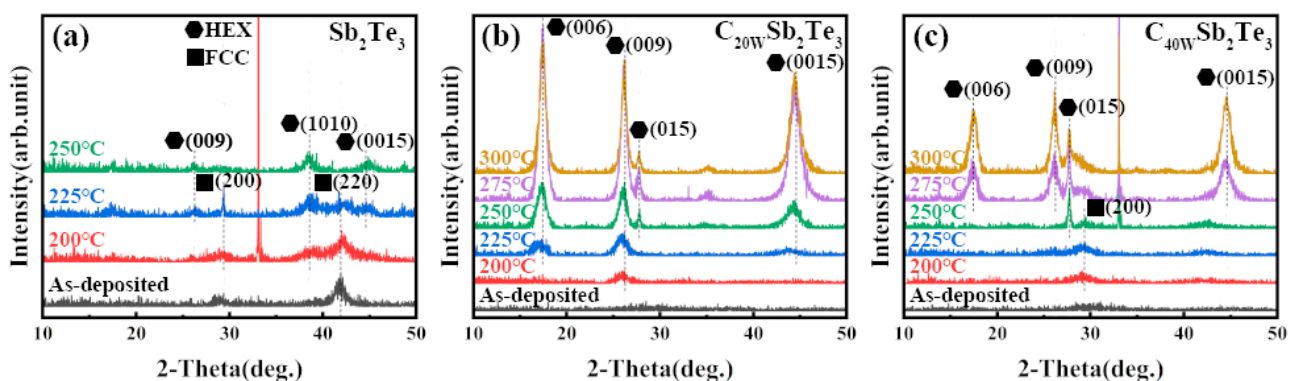 (a) ⬢HEX Sb₂Te₃
■FCC
⬢(009) ⬢(1010) ⬢(0015)
250°C
■(200) ■(220)
225°C
200°C
As-deposited
10 20 30 40 50
2-Theta(deg.)
Intensity(arb.unit)
(b) ⬢(006) C₂₀WSb₂Te₃
⬢(009) ⬢(0015)
⬢(015)
300°C
275°C
250°C
225°C
200°C
As-deposited
10 20 30 40 50
2-Theta(deg.)
Intensity(arb.unit)
(c) C₄₀WSb₂Te₃
⬢(006) ⬢(009) ⬢(015) ⬢(0015)
300°C
275°C
250°C ■(200)
225°C
200°C
As-deposited
10 20 30 40 50
2-Theta(deg.)
Intensity(arb.unit)